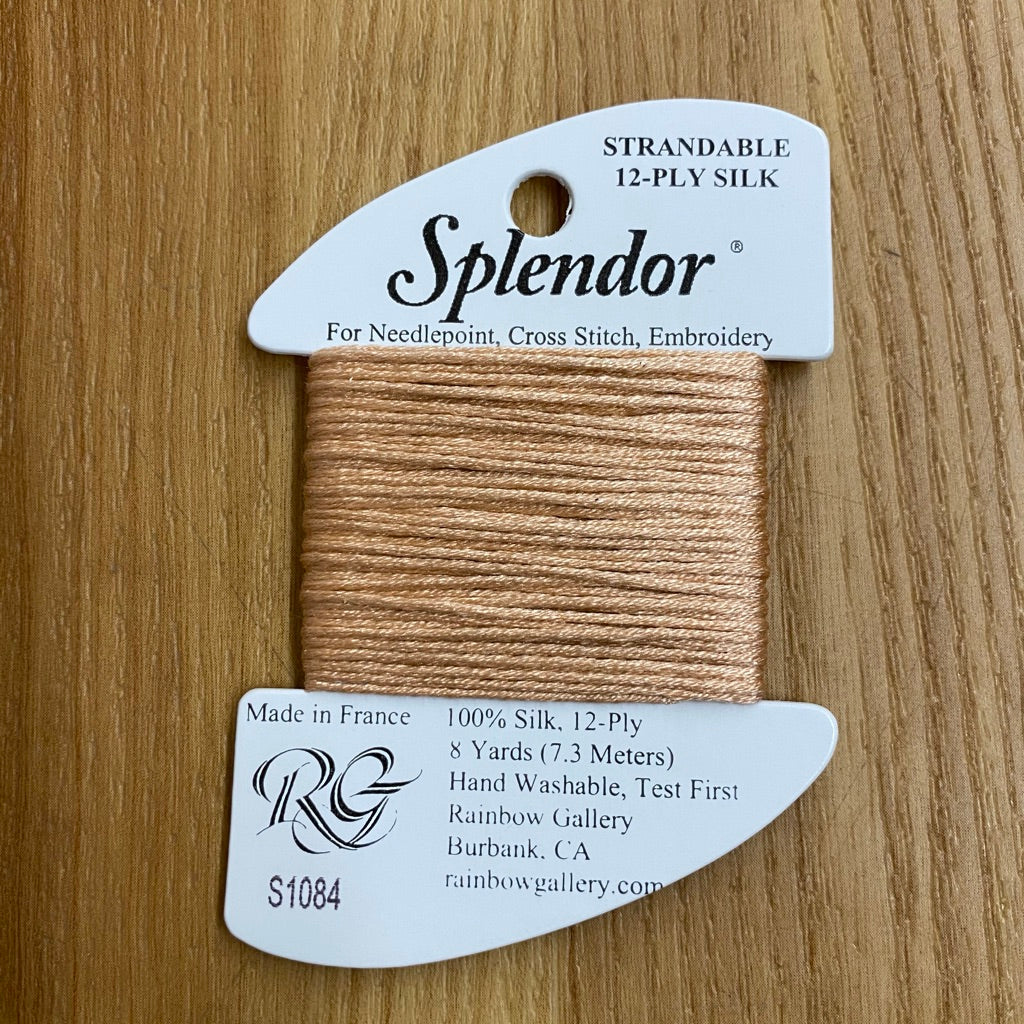 STRANDABLE
12-PLY SILK
Splendor ®
For Needlepoint, Cross Stitch, Embroidery
Made in France
RG
S1084
100% Silk, 12-Ply
8 Yards (7.3 Meters)
Hand Washable, Test First
Rainbow Gallery
Burbank, CA
rainbowgallery.com